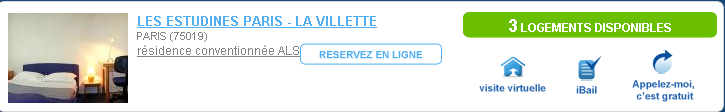 LES ESTUDINES PARIS - LA VILLETTE
PARIS (75019)
résidence conventionnée ALS
RESERVEZ EN LIGNE
3 LOGEMENTS DISPONIBLES
visite virtuelle
iBail
Appelez-moi,
c'est gratuit